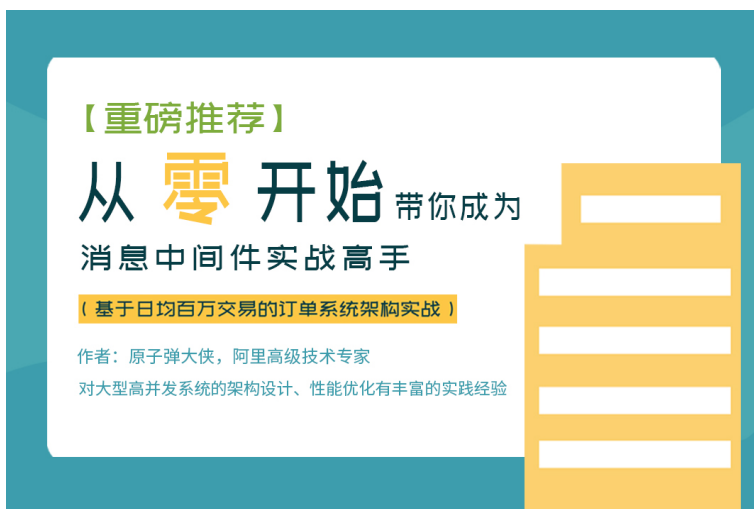 【重磅推荐】
从 零 开始 带你成为
消息中间件实战高手
（基于日均百万交易的订单系统架构实战）
作者：原子弹大侠，阿里高级技术专家
对大型高并发系统的架构设计、性能优化有丰富的实践经验